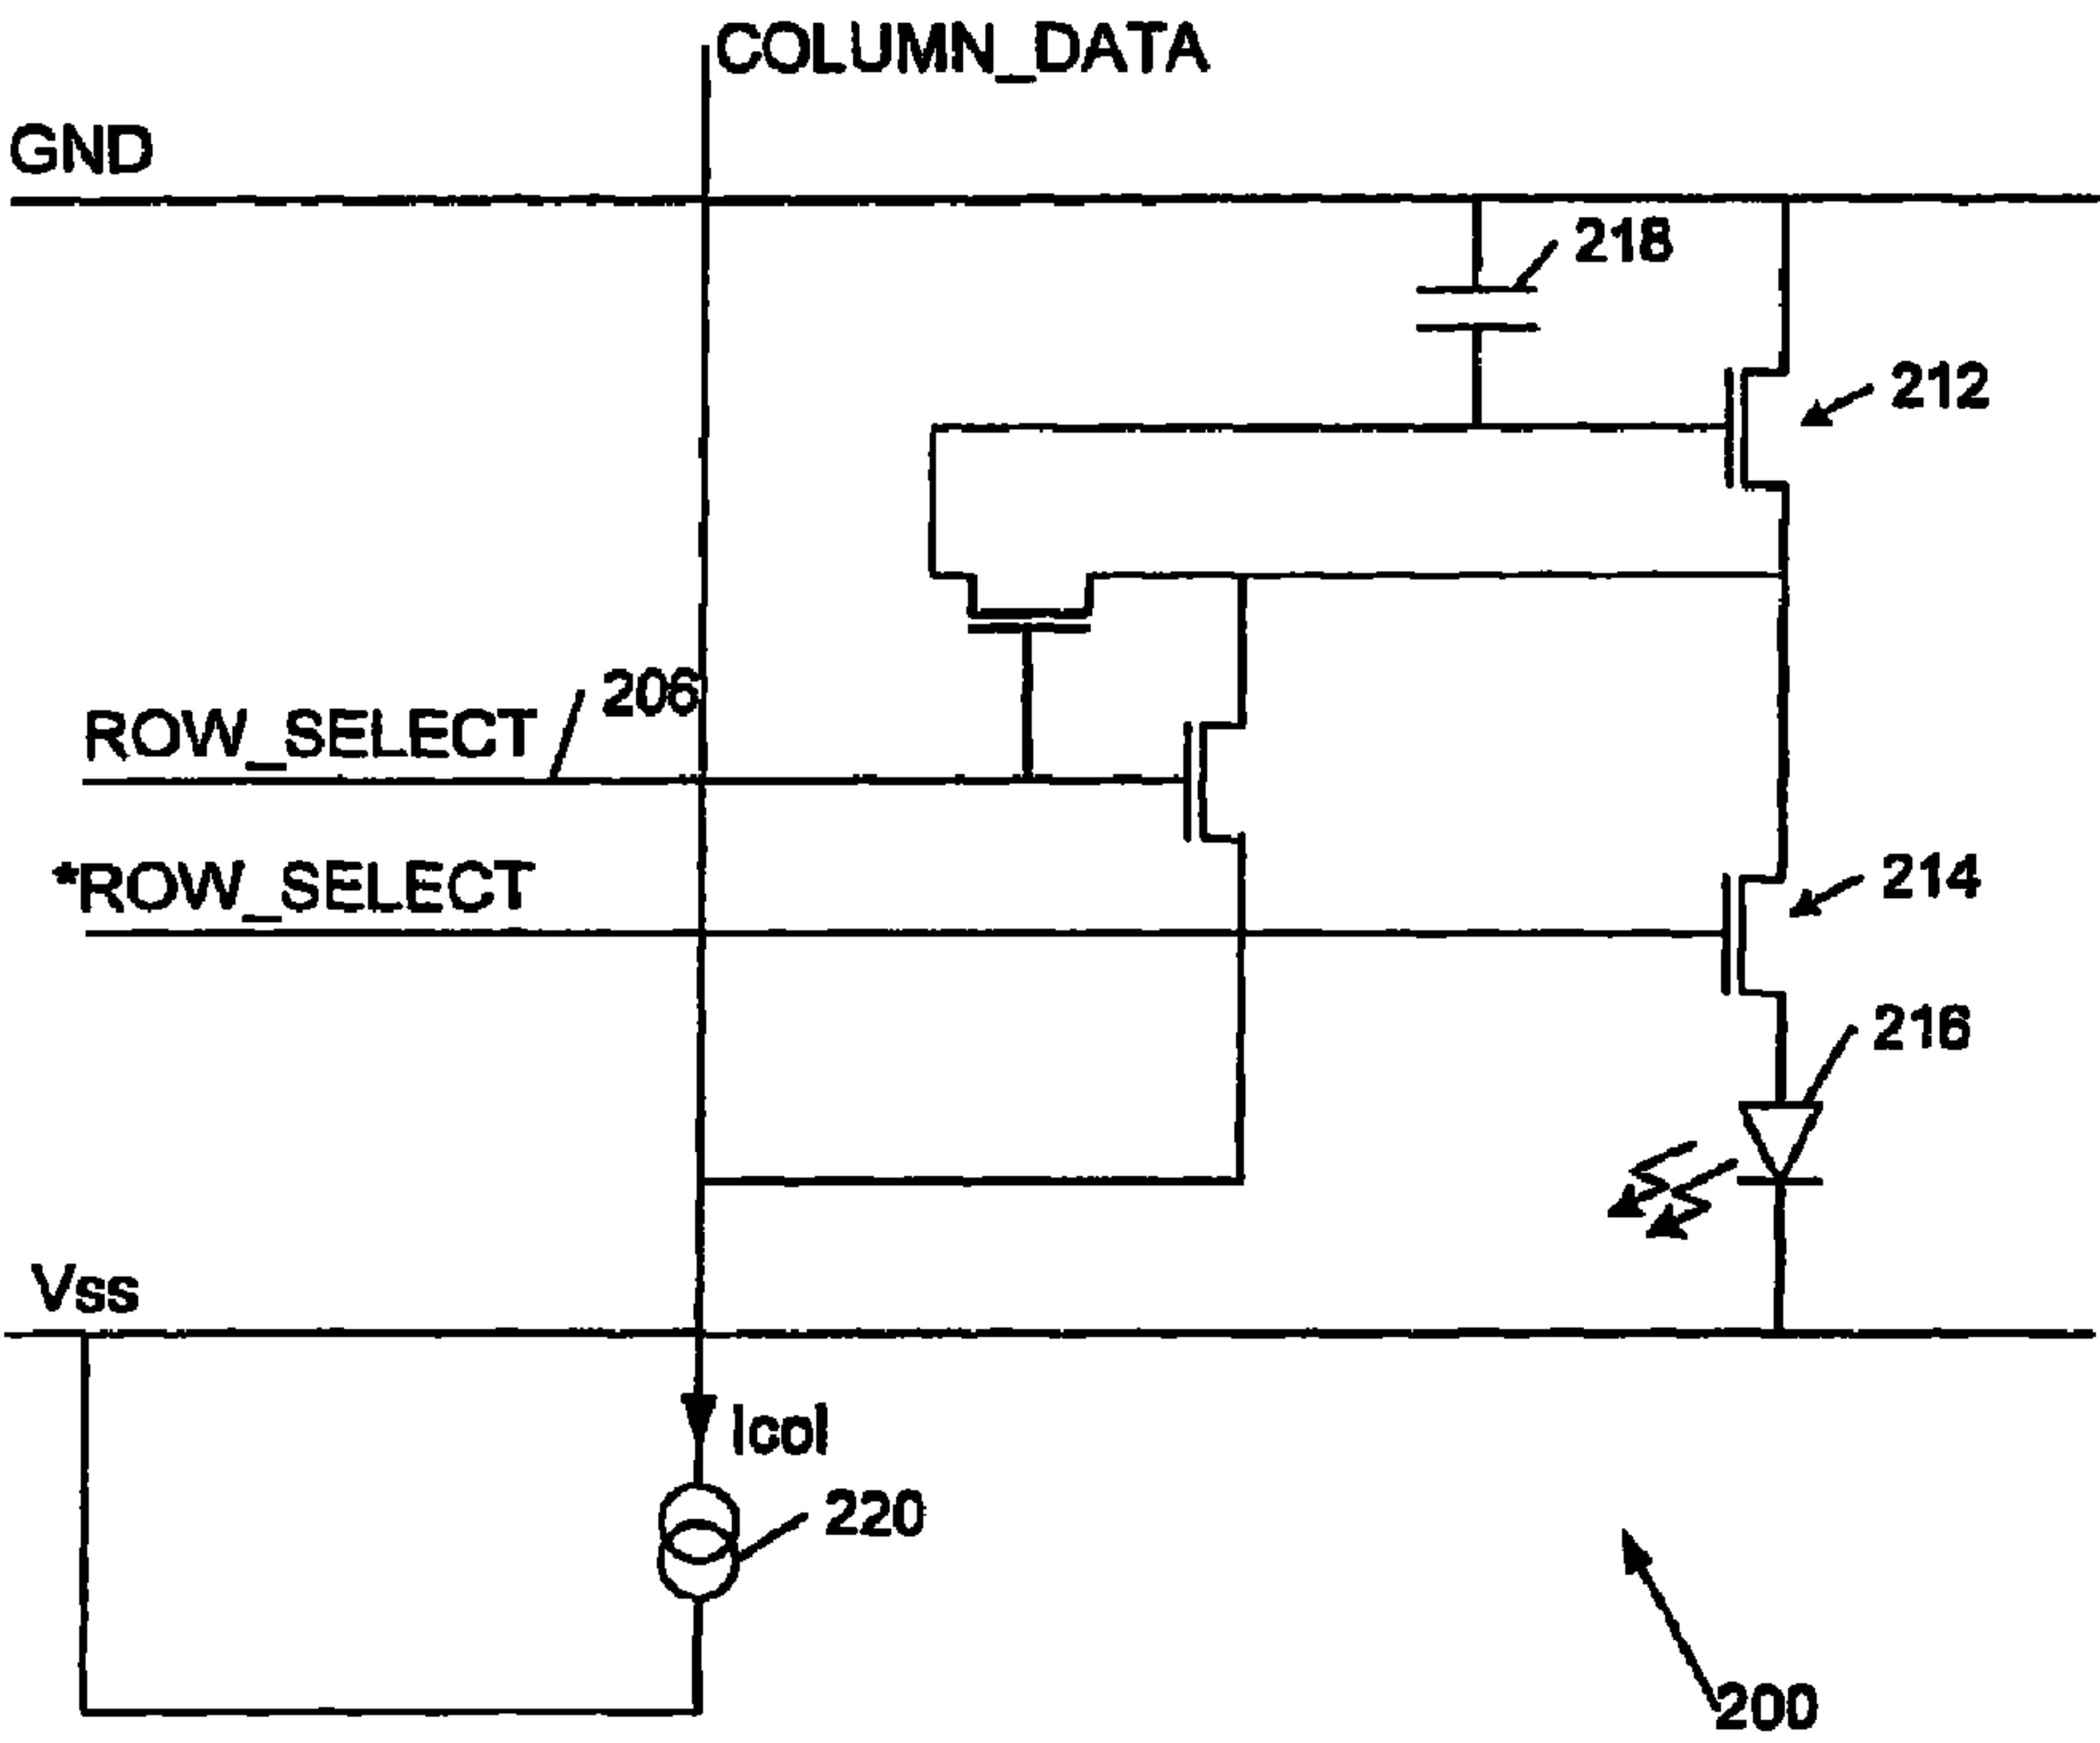 COLUMN_DATA
GND
218
212
206
ROW_SELECT
*ROW_SELECT
214
216
Vss
Icol
220
200